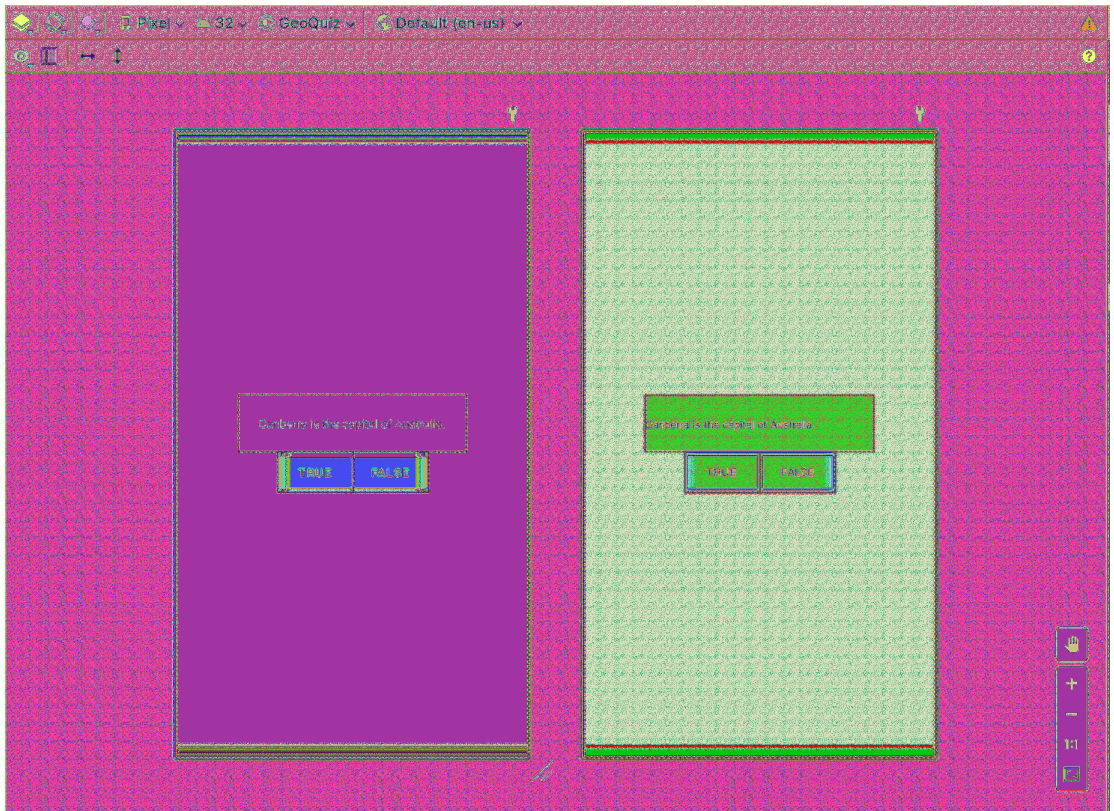 Pixel 32 GeoQuiz Default (en-us)
Canberra is the capital of Australia.
TRUE FALSE
Canberra is the capital of Australia.
TRUE FALSE
1:1